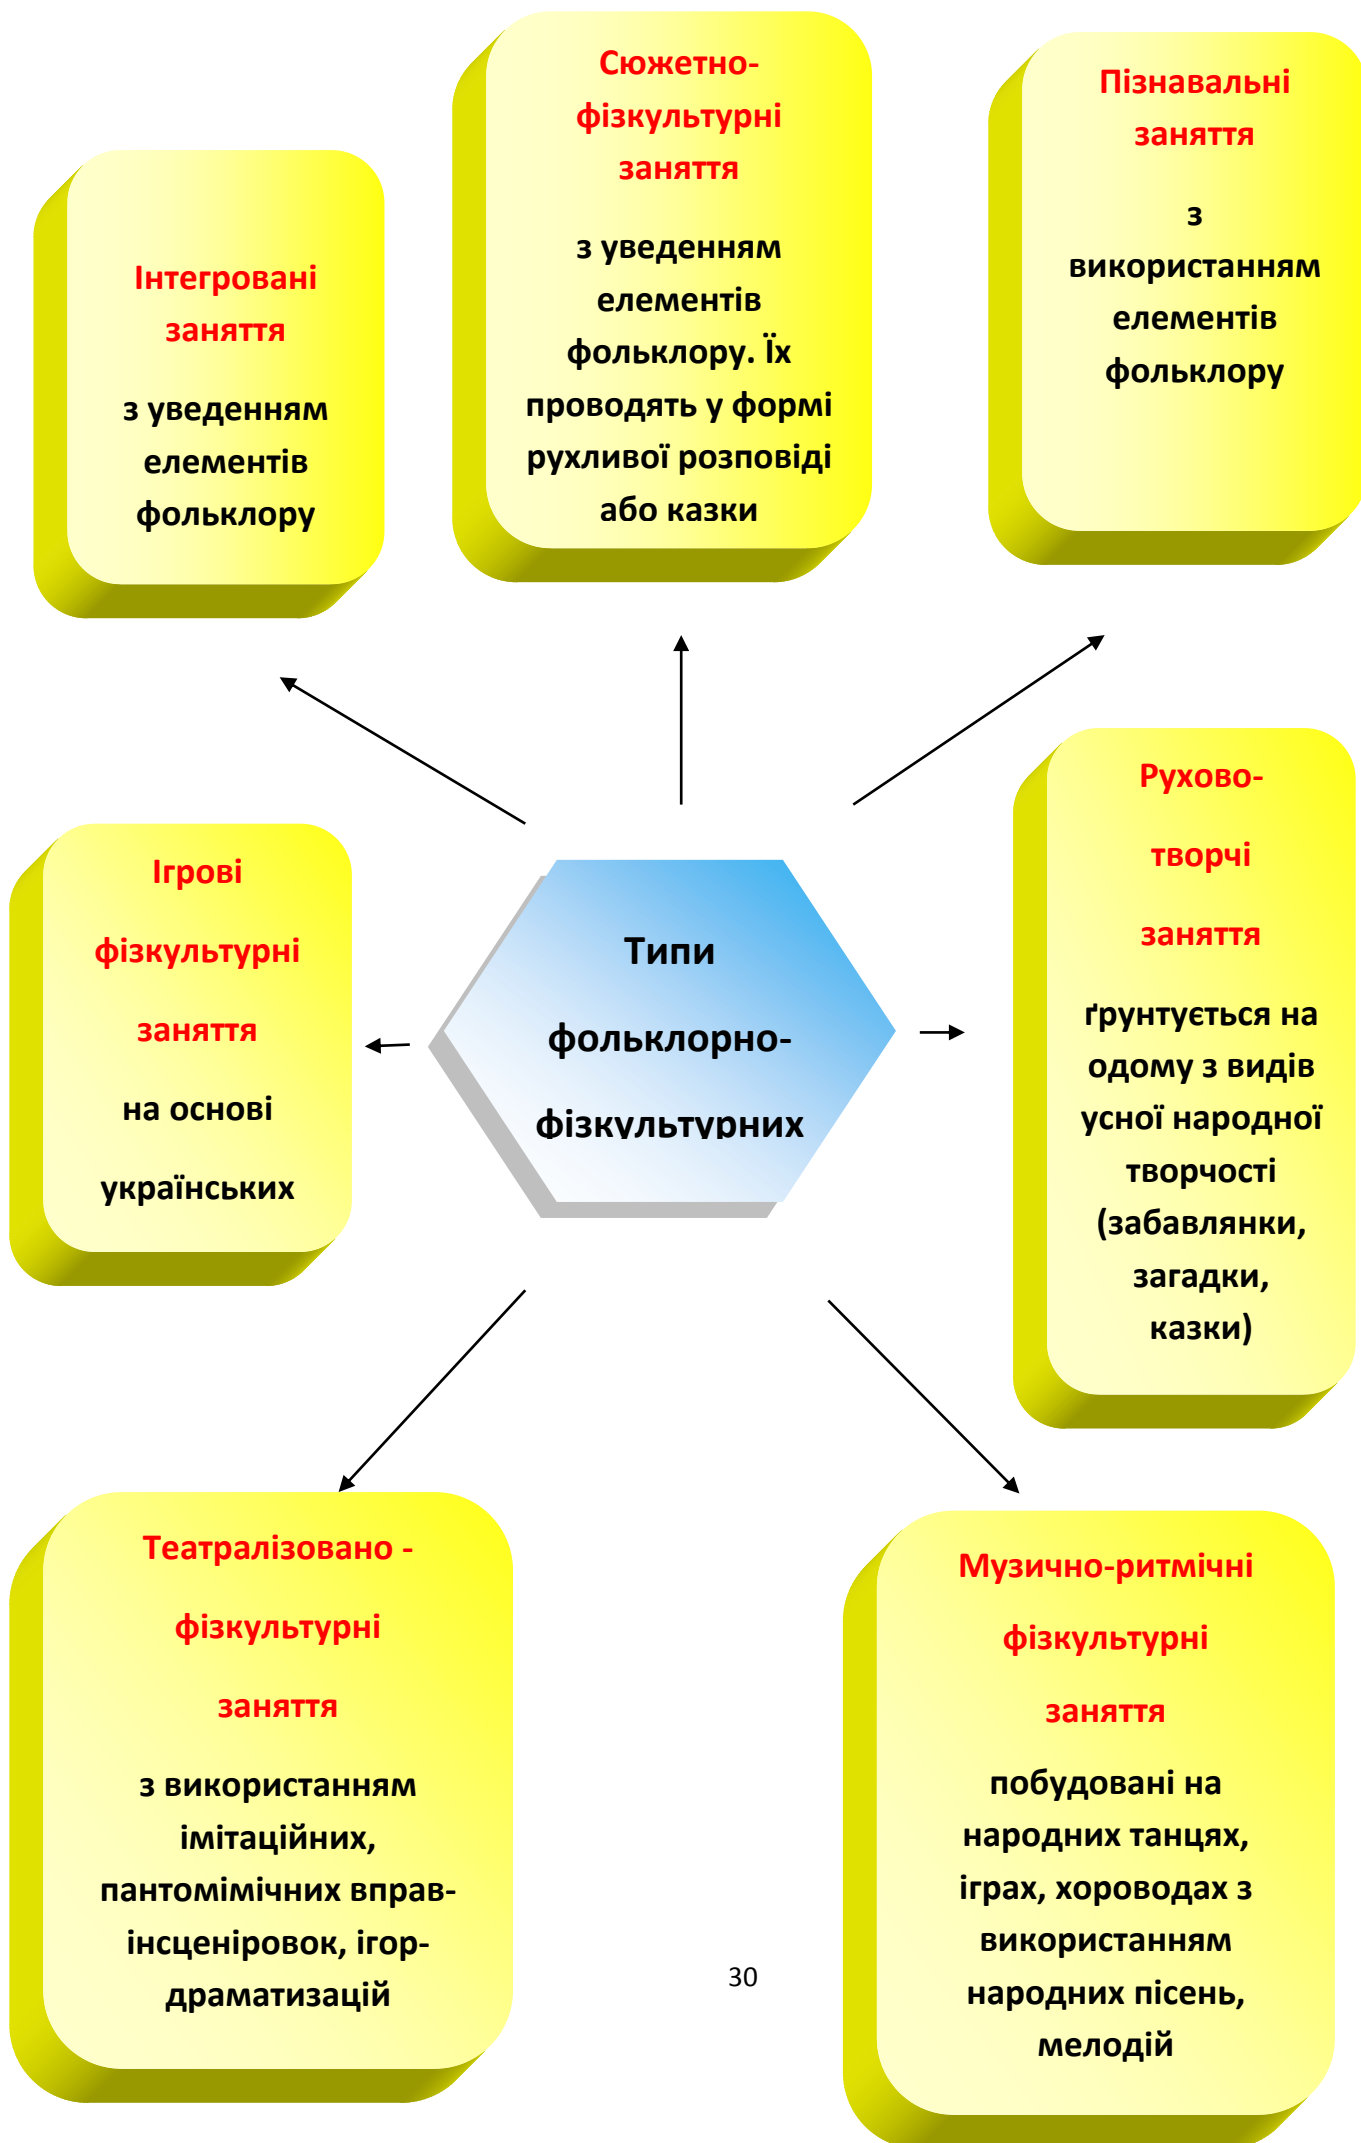 Інтегровані
заняття
з уведенням
елементів
фольклору
Сюжетно-
фізкультурні
заняття
з уведенням
елементів
фольклору. Їх
проводять у формі
рухливої розповіді
або казки
Пізнавальні
заняття
з
використанням
елементів
фольклору
Ігрові
фізкультурні
заняття
на основі
українських
Типи
фольклорно-
фізкультурних
Рухово-
творчі
заняття
ґрунтується на
одому з видів
усної народної
творчості
(забавлянки,
загадки,
казки)
Театралізовано -
фізкультурні
заняття
з використанням
імітаційних,
пантомімічних вправ-
інсценіровок, ігор-
драматизацій
Музично-ритмічні
фізкультурні
заняття
побудовані на
народних танцях,
іграх, хороводах з
використанням
народних пісень,
мелодій
30